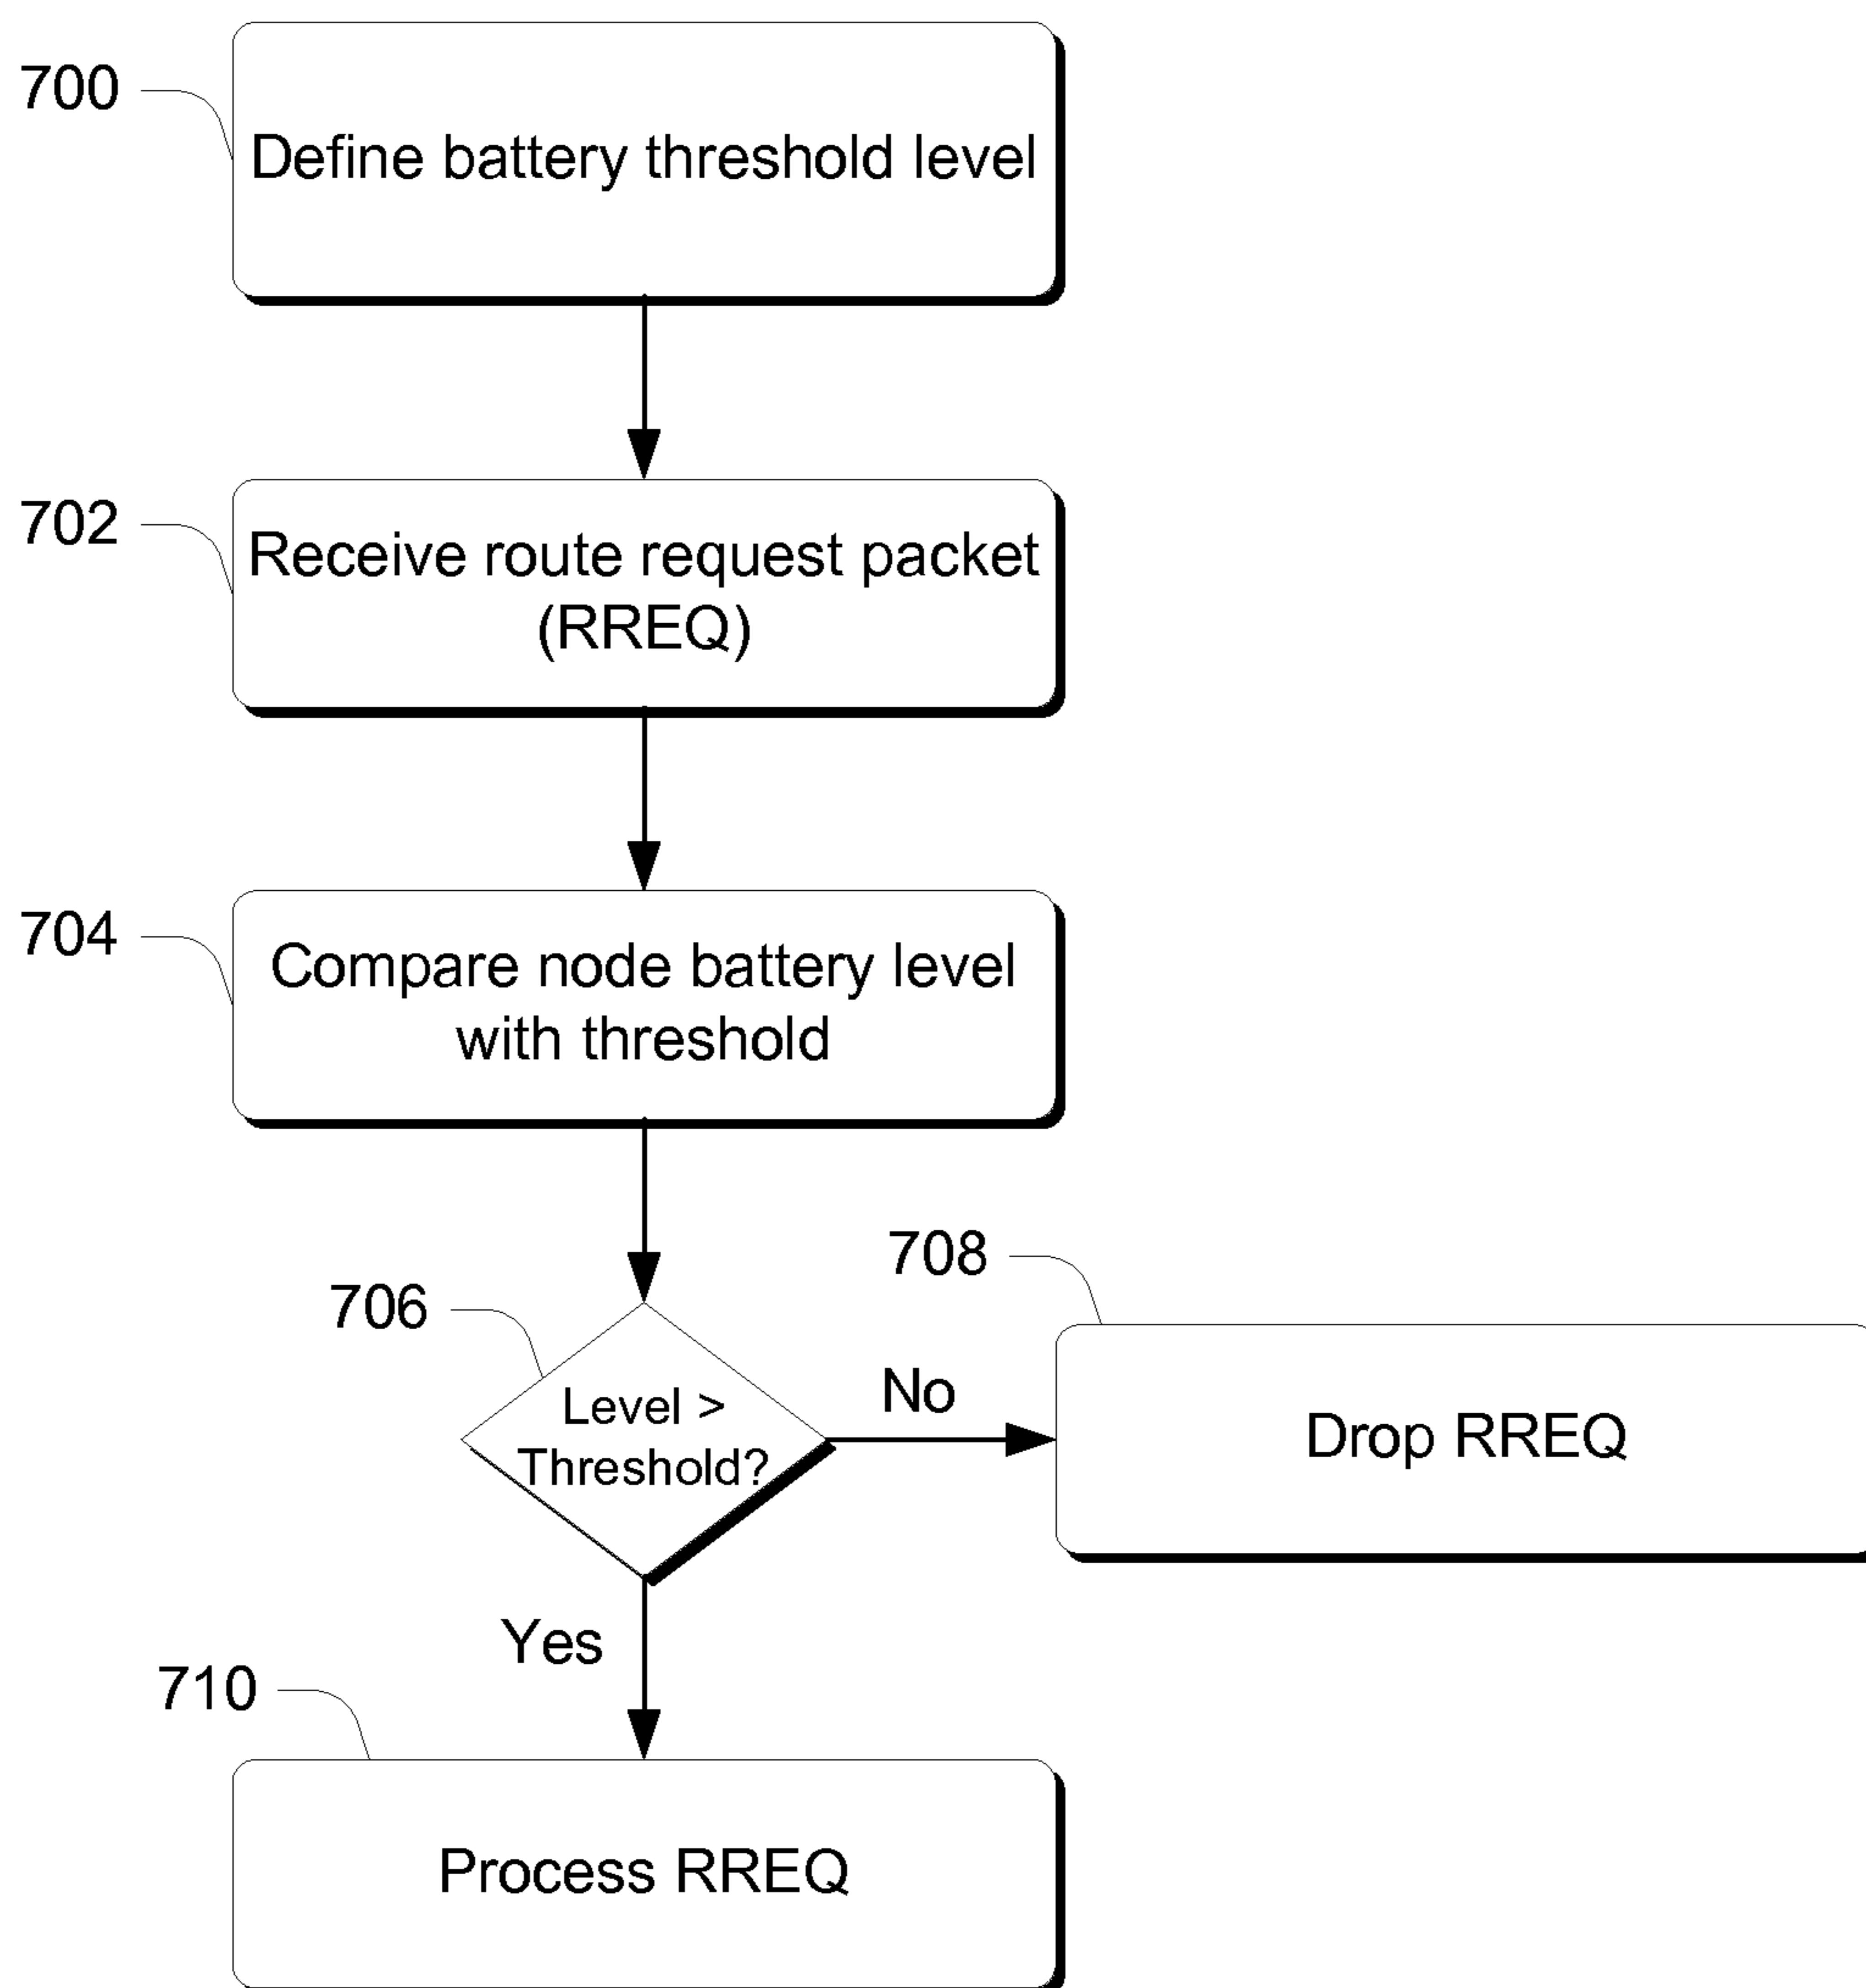 700
Define battery threshold level
702
Receive route request packet
(RREQ)
704
Compare node battery level
with threshold
708
706
Level >
Threshold?
No
Drop RREQ
Yes
710
Process RREQ